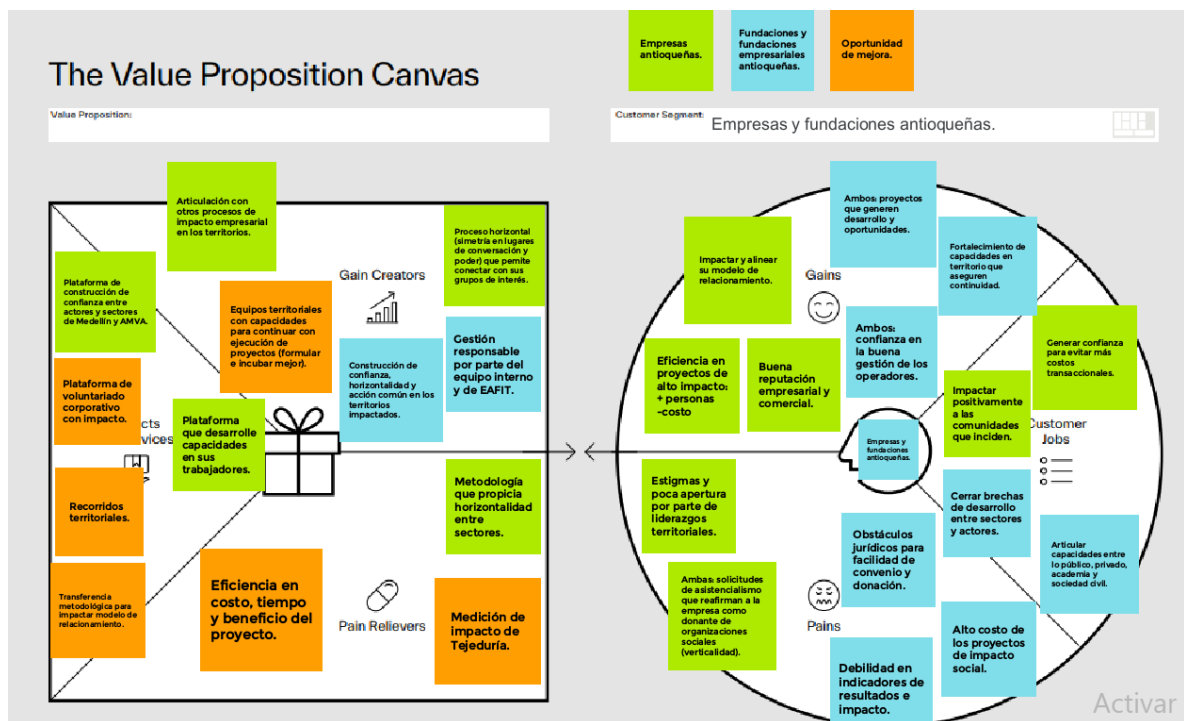 Empresas
antioqueñas.
Fundaciones y
fundaciones
empresariales
antioqueñas.
Oportunidad
de mejora.
The Value Proposition Canvas
Value Proposition:
Customer Segment:
Empresas y fundaciones antioqueñas.
Articulación con
otros procesos de
impacto empresarial
en los territorios.
Proceso horizontal
(simetría en lugares
de conversación y
poder) que pemite
conectar con sus
grupos de interés.
Gain Creators
Plataforma de
construcción de
confianza entre
actores y sectores
de Medellín y AMVA.
Equipos territoriales
con capacidades
para continuar con
ejecución de
proyectos (formular
e incubar mejor).
Construcción de
confianza,
horizontalidad y
acción común en los
territorios
impactados.
Gestión
responsable por
parte del
equipo interno
y de EAFIT.
Plataforma de
voluntariado
corporativo
con impacto.
cts
vices
Plataforma
que desarrolle
capacidades
en sus
trabajadores.
Recorridos
territoriales.
Metodología
que propicia
horizontalidad
entre
sectores.
Transferencia
metodológica para
impactar modelo de
relacionamiento.
Eficiencia en
costo, tiempo
y beneficio del
proyecto.
Pain Relievers
Medición de
impacto de
Tejeduría.
Ambos: proyectos
que generen
desarrollo y
oportunidades.
Impactar y alinear
su modelo de
relacionamiento.
Gains
Fortalecimiento de
capacidades en
territorio que
aseguren
continuidad.
Eficiencia en
proyectos de
alto impacto:
+ personas
-costo
Buena
reputación
empresarial y
comercial.
Ambos:
confianza en
la buena
gestión de los
operadores.
Generar confianza
para evitar más
costos
transaccionales.
Impactar
positivamente
a las
comunidades
que inciden.
Customer
Jobs
Empresas y
fundaciones
antioqueñas.
Estigmas y
poca apertura
por parte de
liderazgos
territoriales.
Cerrar brechas
de desarrollo
entre sectores
y actores.
Obstáculos
jurídicos para
facilidad de
convenio y
donación.
Articular
capacidades entre
lo público, privado,
academia y
sociedad civil.
Ambas: solicitudes
de asistencialismo
que reafirman a la
empresa como
donante de
organizaciones
sociales
(verticalidad).
Pains
Alto costo de
los proyectos
de impacto
social.
Debilidad en
indicadores de
resultados e
impacto.
Activar